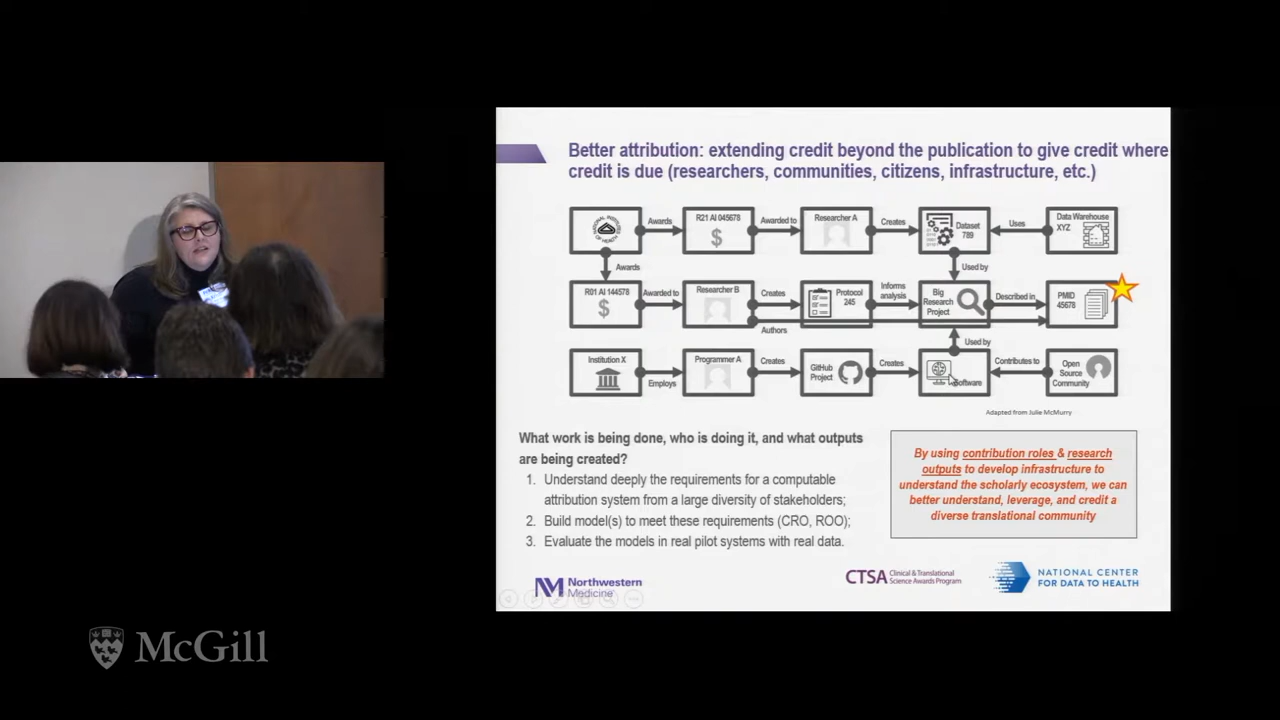 Better attribution: extending credit beyond the publication to give credit where
credit is due (researchers, communities, citizens, infrastructure, etc.)
NATIONAL INSTITUTES OF HEALTH
Awards
R21 AI 045678
$
Awarded to
Researcher A
Creates
Dataset
789
Uses
Data Warehouse
XYZ
Awards
Used by
R01 AI 144578
$
Awarded to
Researcher B
Creates
Protocol
245
Informs
analysis
Big
Research
Project
Described in
PMID
45678
Authors
Used by
Institution X
Employs
Programmer A
Creates
GitHub
Project
Creates
Software
Contributes to
Open
Source
Community
Adapted from Julie McMurry
What work is being done, who is doing it, and what outputs
are being created?
1. Understand deeply the requirements for a computable
attribution system from a large diversity of stakeholders;
2. Build model(s) to meet these requirements (CRO, ROO);
3. Evaluate the models in real pilot systems with real data.
By using contribution roles & research
outputs to develop infrastructure to
understand the scholarly ecosystem, we can
better understand, leverage, and credit a
diverse translational community
NM Northwestern
Medicine
CTSA Clinical & Translational
Science Awards Program
NATIONAL CENTER
FOR DATA TO HEALTH
McGill